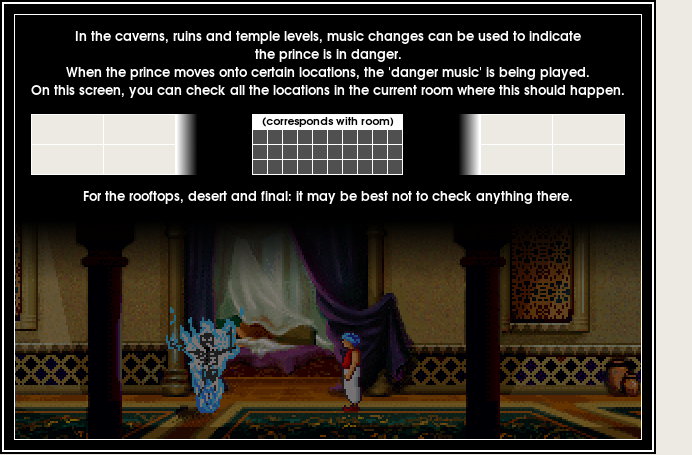 In the caverns, ruins and temple levels, music changes can be used to indicate
the prince is in danger.
When the prince moves onto certain locations, the 'danger music' is being played.
On this screen, you can check all the locations in the current room where this should happen.
(corresponds with room)
For the rooftops, desert and final: it may be best not to check anything there.